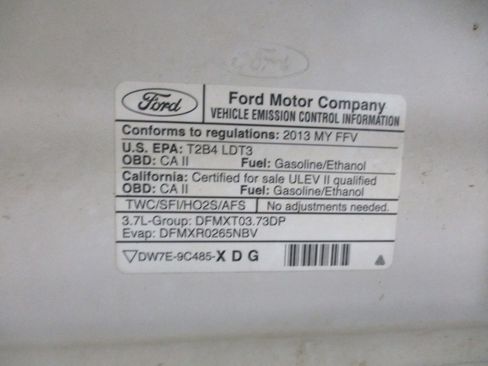 Ford
Ford
Ford Motor Company
VEHICLE EMISSION CONTROL INFORMATION
Conforms to regulations: 2013 MY FFV
U.S. EPA: T2B4 LDT3
OBD: CA II Fuel: Gasoline/Ethanol
California: Certified for sale ULEV II qualified
OBD: CA II Fuel: Gasoline/Ethanol
TWC/SFI/HO2S/AFS No adjustments needed.
3.7L-Group: DFMXT03.73DP
Evap: DFMXR0265NBV
DW7E-9C485-X D G